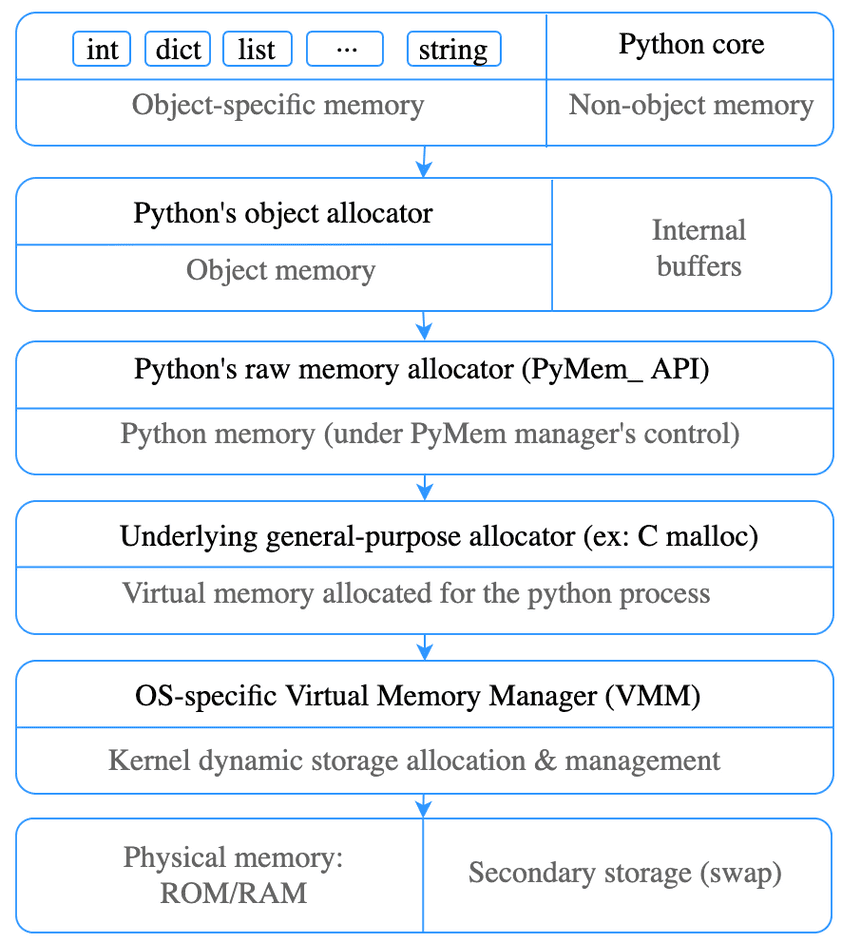 int dict list ... string
Python core
Object-specific memory
Non-object memory
Python's object allocator
Object memory
Internal
buffers
Python's raw memory allocator (PyMem_ API)
Python memory (under PyMem manager's control)
Underlying general-purpose allocator (ex: C malloc)
Virtual memory allocated for the python process
OS-specific Virtual Memory Manager (VMM)
Kernel dynamic storage allocation & management
Physical memory:
ROM/RAM
Secondary storage (swap)